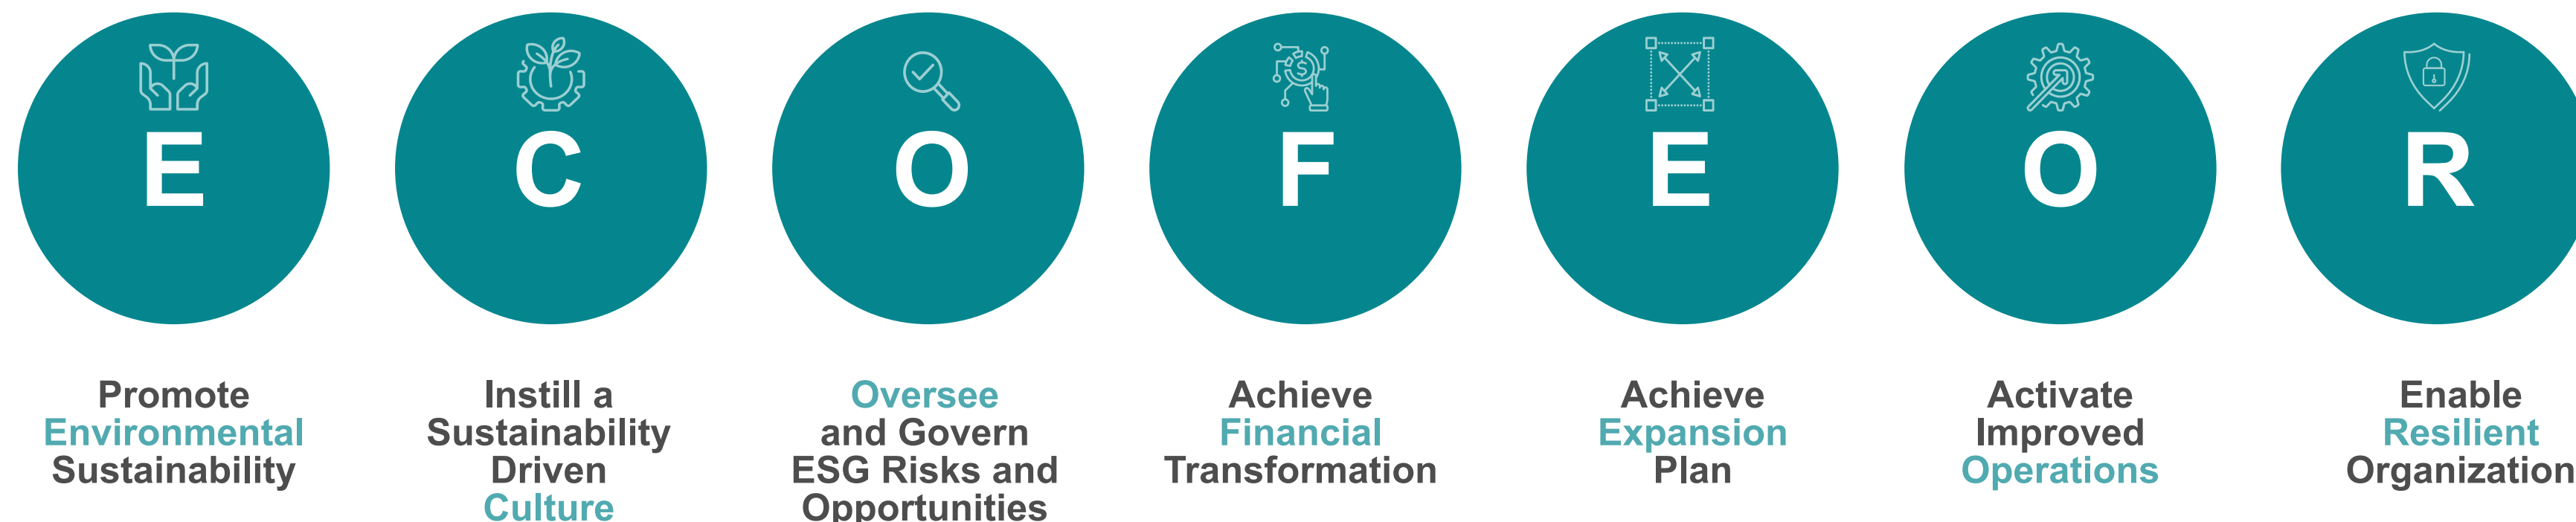 E
Promote
Environmental
Sustainability
C
Instill a
Sustainability
Driven
Culture
O
Oversee
and Govern
ESG Risks and
Opportunities
F
Achieve
Financial
Transformation
E
Achieve
Expansion
Plan
O
Activate
Improved
Operations
R
Enable
Resilient
Organization